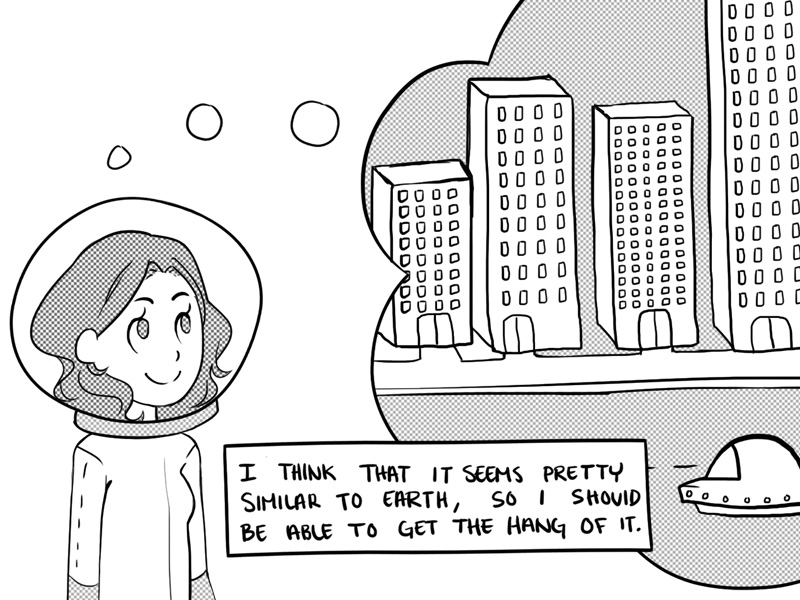 I THINK THAT IT SEEMS PRETTY
SIMILAR TO EARTH, SO I SHOULD
BE ABLE TO GET THE HANG OF IT.